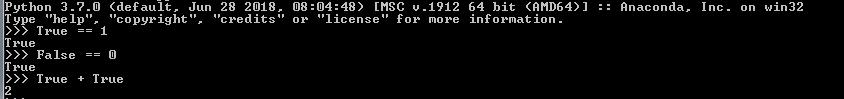 Python 3.7.0 (default, Jun 28 2018, 08:04:48) [MSC v.1912 64 bit (AMD64)] :: Anaconda, Inc. on win32
Type "help", "copyright", "credits" or "license" for more information.
>>> True == 1
True
>>> False == 0
True
>>> True + True
2